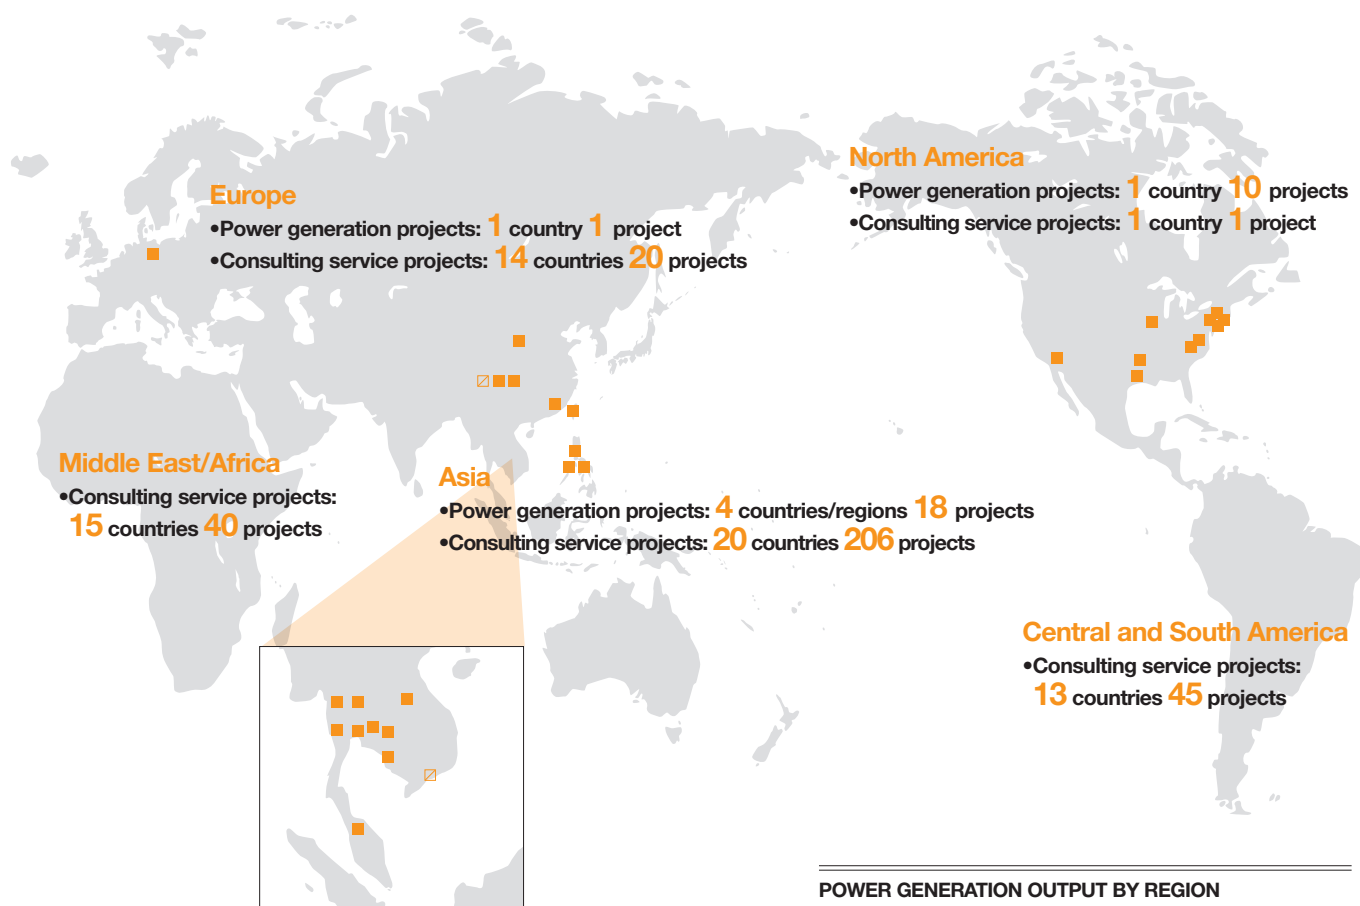 Europe
•Power generation projects: 1 country 1 project
•Consulting service projects: 14 countries 20 projects
North America
•Power generation projects: 1 country 10 projects
•Consulting service projects: 1 country 1 project
Middle East/Africa
•Consulting service projects:
15 countries 40 projects
Asia
•Power generation projects: 4 countries/regions 18 projects
•Consulting service projects: 20 countries 206 projects
Central and South America
•Consulting service projects:
13 countries 45 projects
POWER GENERATION OUTPUT BY REGION